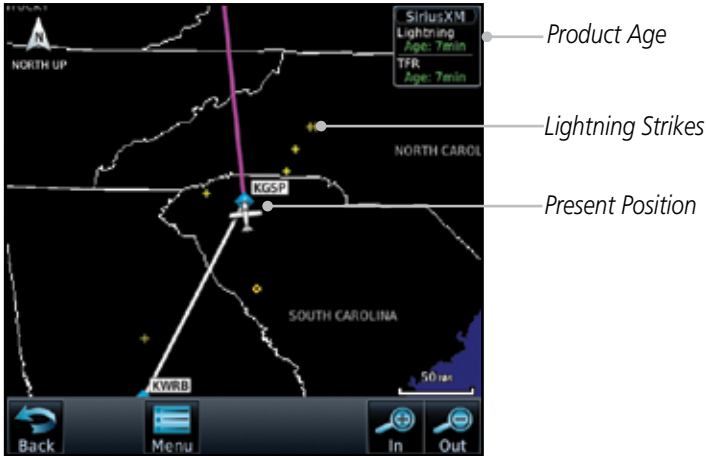 SiriusXM
Lightning
Age: 7min
TFR
Age: 7min
Product Age
N
NORTH UP
Lightning Strikes
NORTH CAROL
KGSP
Present Position
SOUTH CAROLINA
KWRB
Back
Menu
In
Out